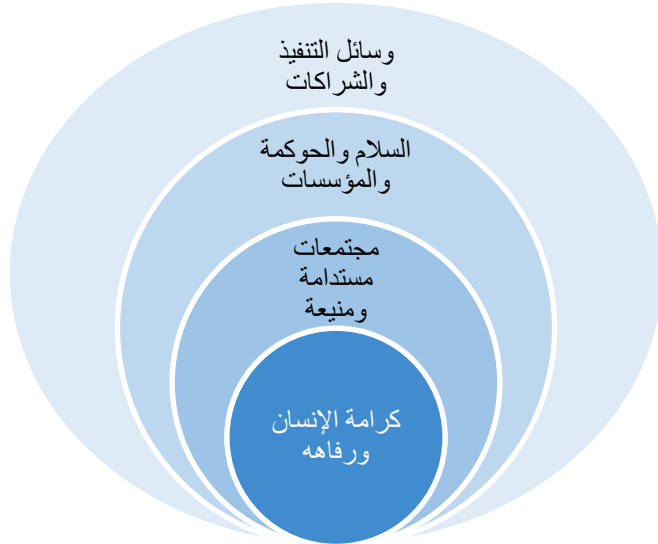 وسائل التنفيذ
والشراكات
السلام والحوكمة
والمؤسسات
مجتمعات
مستدامة
ومنيعة
كرامة الإنسان
ورفاهه